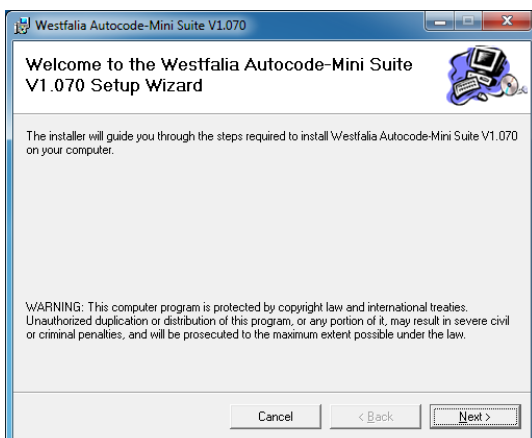 Westfalia Autocode-Mini Suite V1.070
Welcome to the Westfalia Autocode-Mini Suite
V1.070 Setup Wizard
The installer will guide you through the steps required to install Westfalia Autocode-Mini Suite V1.070
on your computer.
WARNING: This computer program is protected by copyright law and international treaties.
Unauthorized duplication or distribution of this program, or any portion of it, may result in severe civil
or criminal penalties, and will be prosecuted to the maximum extent possible under the law.
Cancel < Back Next >